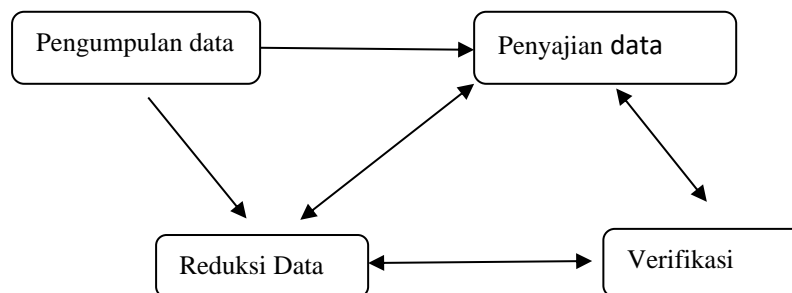 Pengumpulan data
Penyajian data
Reduksi Data
Verifikasi